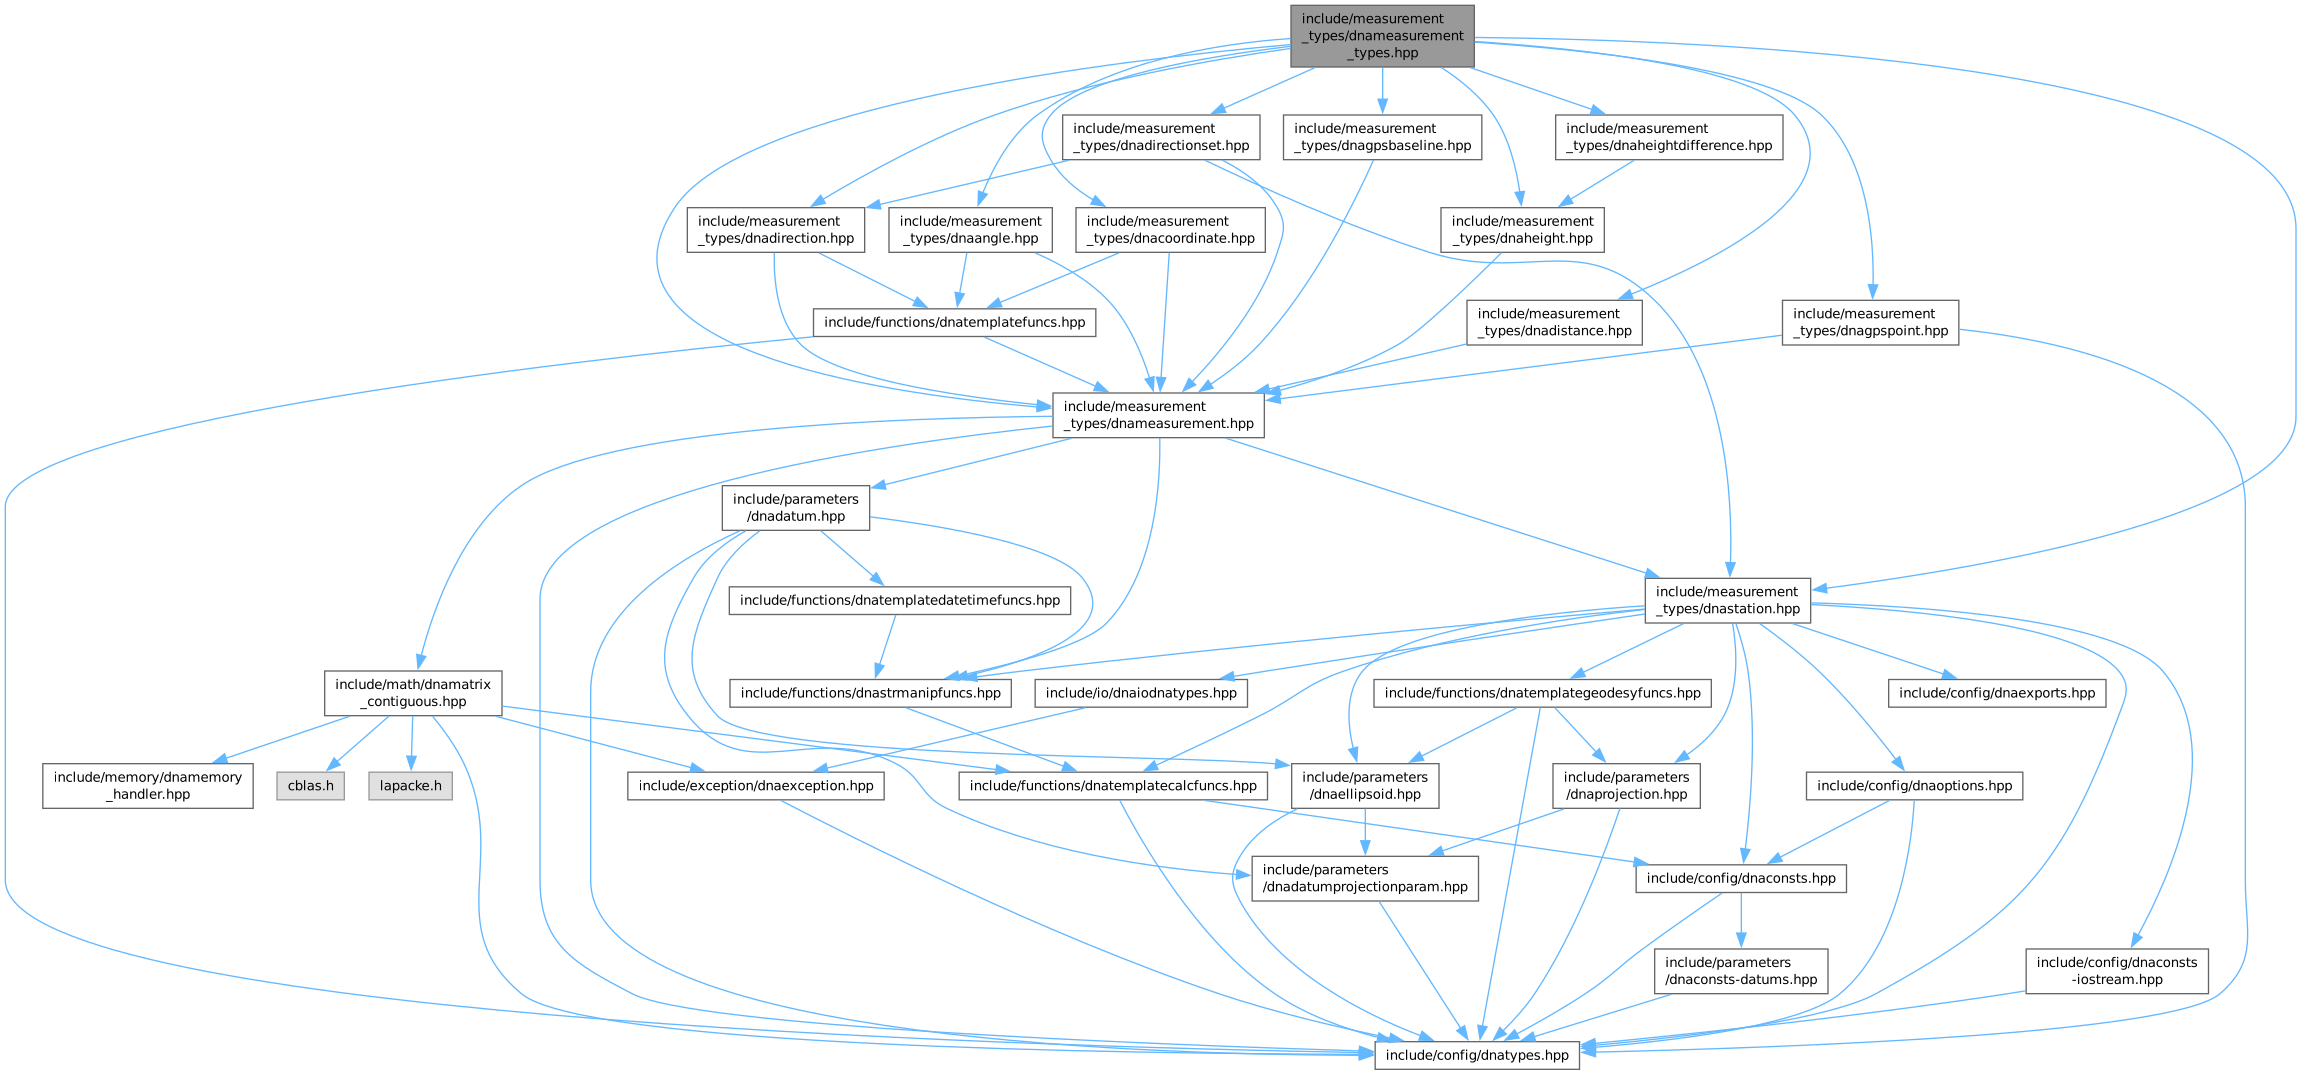 include/measurement
_types/dnameasurement
_types.hpp
include/measurement
_types/dnadirectionset.hpp
include/measurement
_types/dnagpsbaseline.hpp
include/measurement
_types/dnaheightdifference.hpp
include/measurement
_types/dnadirection.hpp
include/measurement
_types/dnaangle.hpp
include/measurement
_types/dnacoordinate.hpp
include/measurement
_types/dnaheight.hpp
include/functions/dnatemplatefuncs.hpp
include/measurement
_types/dnadistance.hpp
include/measurement
_types/dnagpspoint.hpp
include/measurement
_types/dnameasurement.hpp
include/parameters
/dnadatum.hpp
include/functions/dnatemplatedatetimefuncs.hpp
include/measurement
_types/dnastation.hpp
include/math/dnamatrix
_contiguous.hpp
include/functions/dnastrmanipfuncs.hpp
include/io/dnaiodnatypes.hpp
include/functions/dnatemplategeodesyfuncs.hpp
include/config/dnaexports.hpp
include/memory/dnamemory
_handler.hpp
cblas.h
lapacke.h
include/exception/dnaexception.hpp
include/functions/dnatemplatecalcfuncs.hpp
include/parameters
/dnaellipsoid.hpp
include/parameters
/dnaprojection.hpp
include/config/dnaoptions.hpp
include/parameters
/dnadatumprojectionparam.hpp
include/config/dnaconsts.hpp
include/parameters
/dnaconsts-datums.hpp
include/config/dnaconsts
-iostream.hpp
include/config/dnatypes.hpp